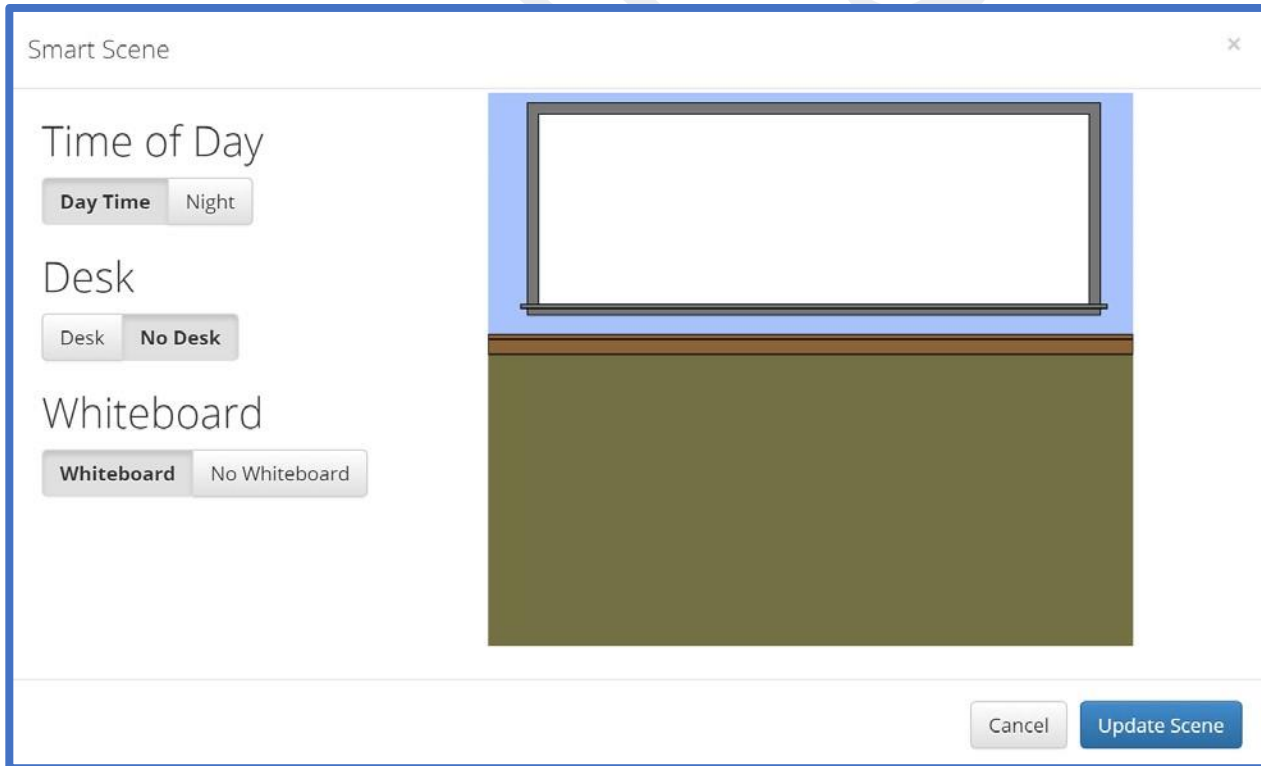 Smart Scene ×
Time of Day
Day Time Night
Desk
Desk No Desk
Whiteboard
Whiteboard No Whiteboard
Cancel Update Scene